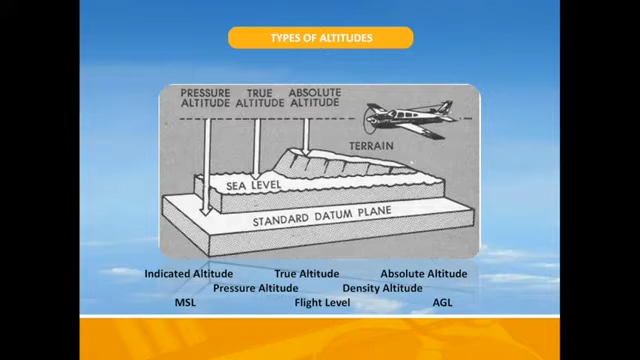 TYPES OF ALTITUDES
PRESSURE ALTITUDE
TRUE ALTITUDE
ABSOLUTE ALTITUDE
TERRAIN
SEA LEVEL
STANDARD DATUM PLANE
Indicated Altitude True Altitude Absolute Altitude
Pressure Altitude Density Altitude
MSL Flight Level AGL